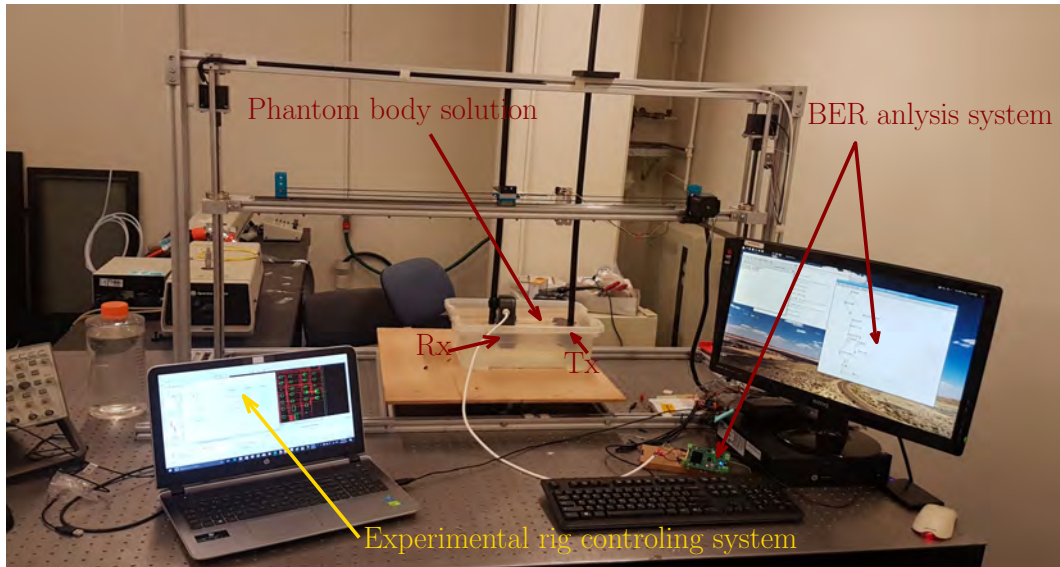 Phantom body solution
BER anlysis system
Rx
Tx
Experimental rig controling system